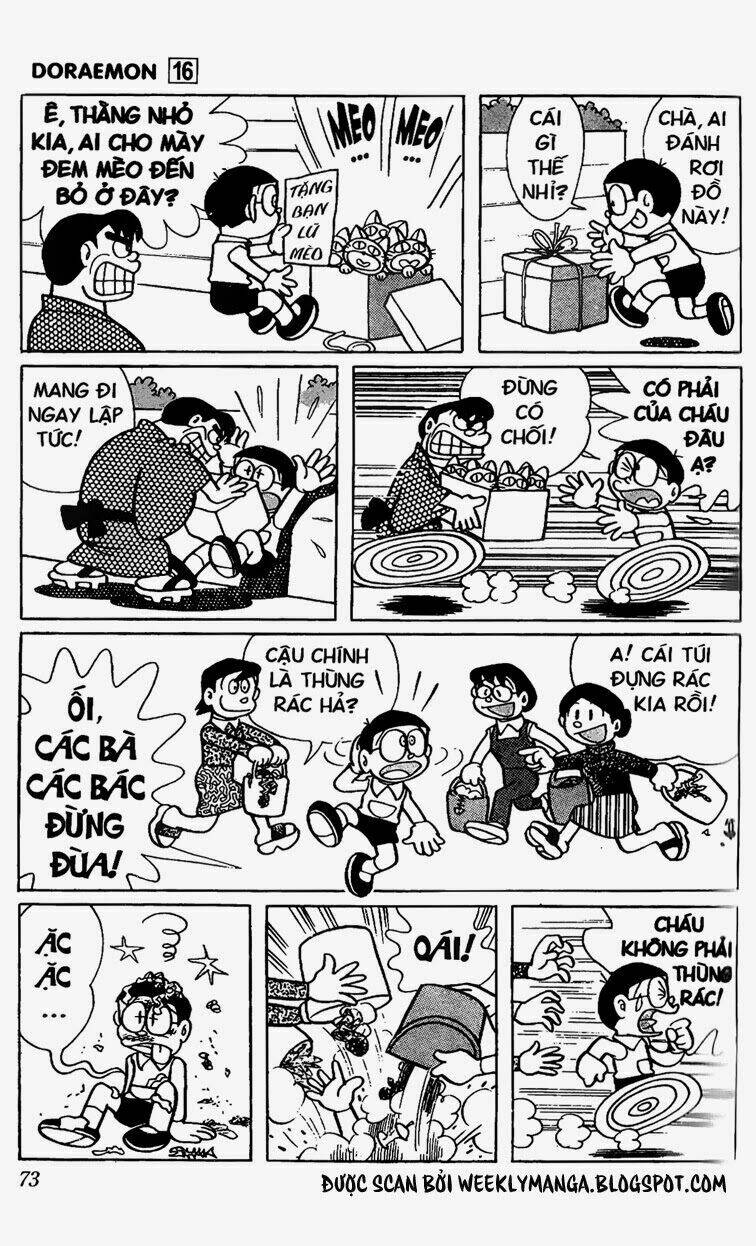 DORAEMON 16
CHÀ, AI
ĐÁNH
RƠI
ĐỒ
NÀY!
CÁI
GÌ
THẾ
NHỈ?
MEO
...
MEO
...
TẶNG
BẠN
LŨ
MÈO
Ê, THẰNG NHỎ
KIA, AI CHO MÀY
ĐEM MÈO ĐẾN
BỎ Ở ĐÂY?
CÓ PHẢI
CỦA CHÁU
ĐÂU
Ạ?
ĐỪNG
CÓ
CHỐI!
MANG ĐI
NGAY LẬP
TỨC!
A! CÁI TÚI
ĐỰNG RÁC
KIA RỒI!
CẬU CHÍNH
LÀ THÙNG
RÁC HẢ?
ỐI,
CÁC BÀ
CÁC BÁC
ĐỪNG
ĐÙA!
CHÁU
KHÔNG PHẢI
THÙNG
RÁC!
OÁI!
ẶC
ẶC
...
73
ĐƯỢC SCAN BỞI WEEKLYMANGA.BLOGSPOT.COM